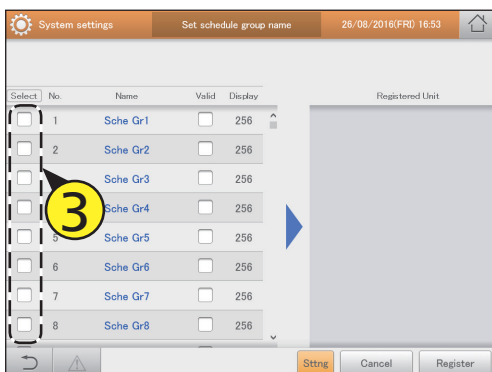 System settings Set schedule group name 26/08/2016(FRI) 16:53
Select No. Name Valid Display Registered Unit
1 Sche Gr1 256
2 Sche Gr2 256
Sche Gr3 256
3 Sche Gr4 256
5 Sche Gr5 256
6 Sche Gr6 256
7 Sche Gr7 256
8 Sche Gr8 256
Sttng Cancel Register